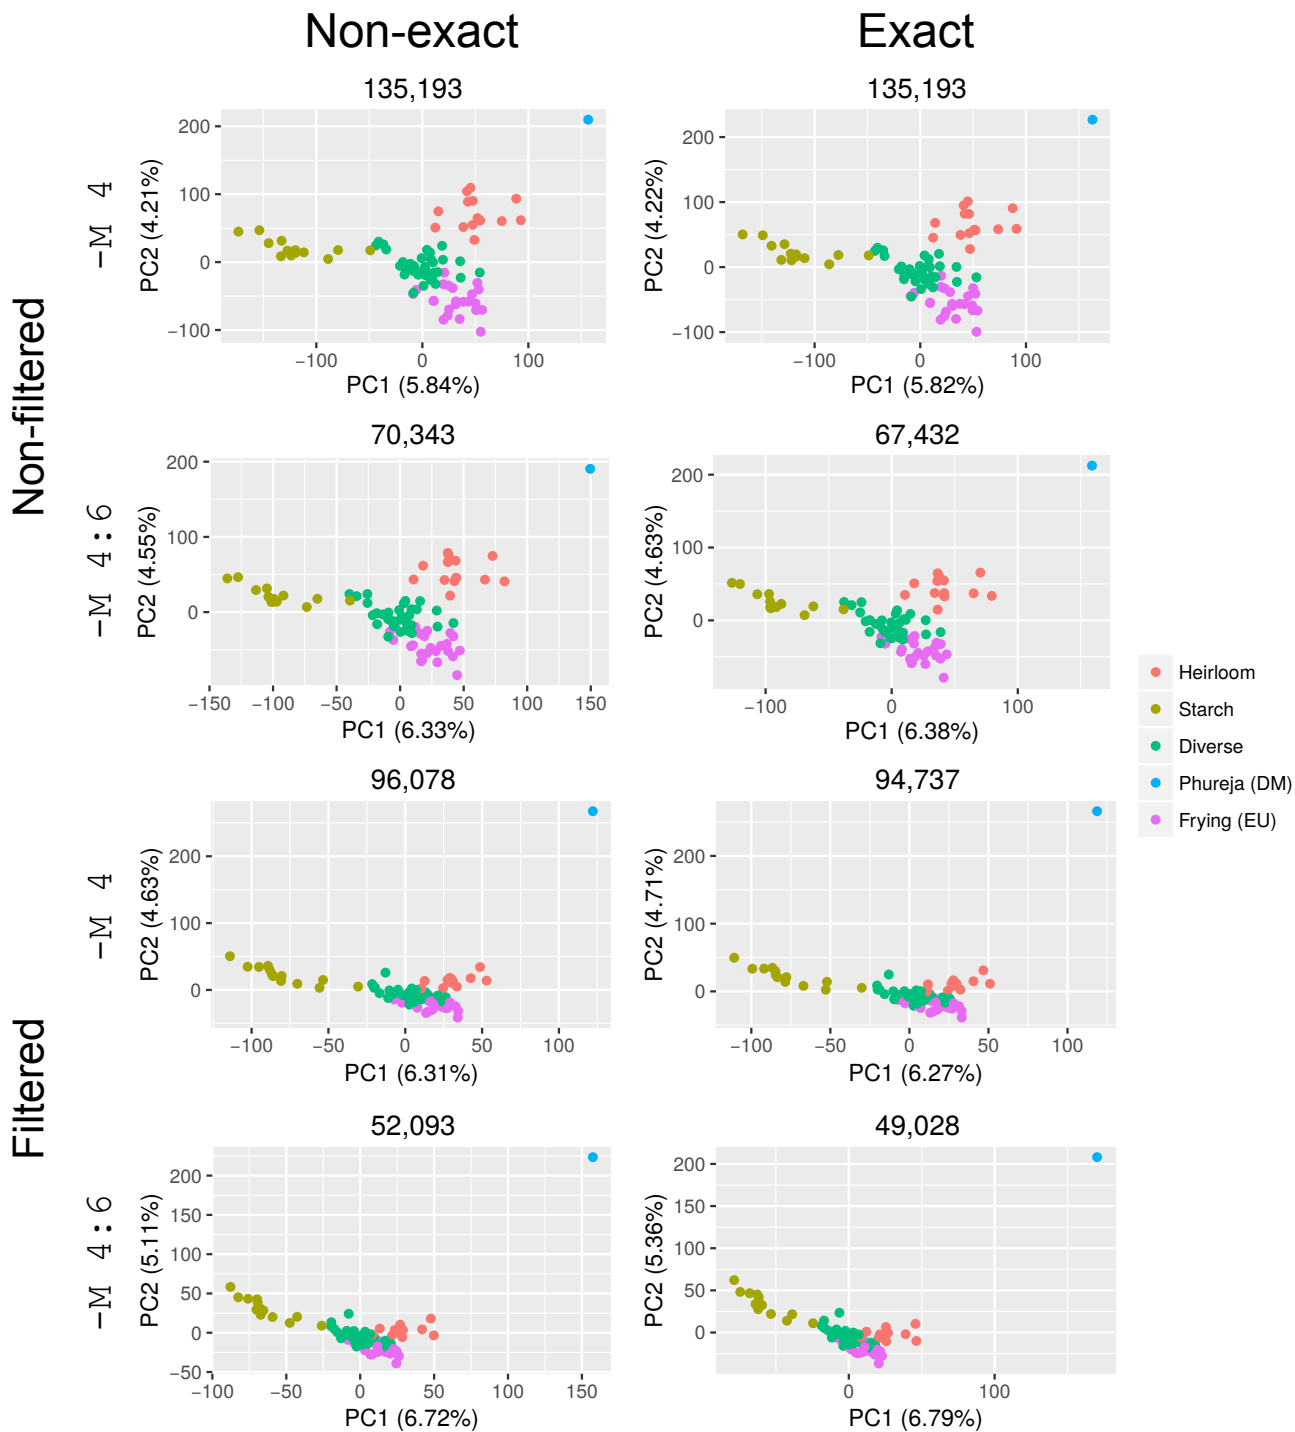 Non-exact
Exact
Non-filtered
Filtered
-M 4
135,193
PC2 (4.21%)
200
100
0
−100
−100
0
100
PC1 (5.84%)
135,193
PC2 (4.22%)
200
100
0
−100
−100
0
100
PC1 (5.82%)
-M 4:6
70,343
PC2 (4.55%)
200
100
0
−150
−100
−50
0
50
100
150
PC1 (6.33%)
67,432
PC2 (4.63%)
200
100
0
−100
0
100
PC1 (6.38%)
Heirloom
Starch
Diverse
Phureja (DM)
Frying (EU)
-M 4
96,078
PC2 (4.63%)
200
100
0
−100
−50
0
50
100
PC1 (6.31%)
94,737
PC2 (4.71%)
200
100
0
−100
−50
0
50
100
PC1 (6.27%)
-M 4:6
52,093
PC2 (5.11%)
200
150
100
50
0
−50
−100
−50
0
50
100
150
PC1 (6.72%)
49,028
PC2 (5.36%)
200
150
100
50
0
0
100
PC1 (6.79%)